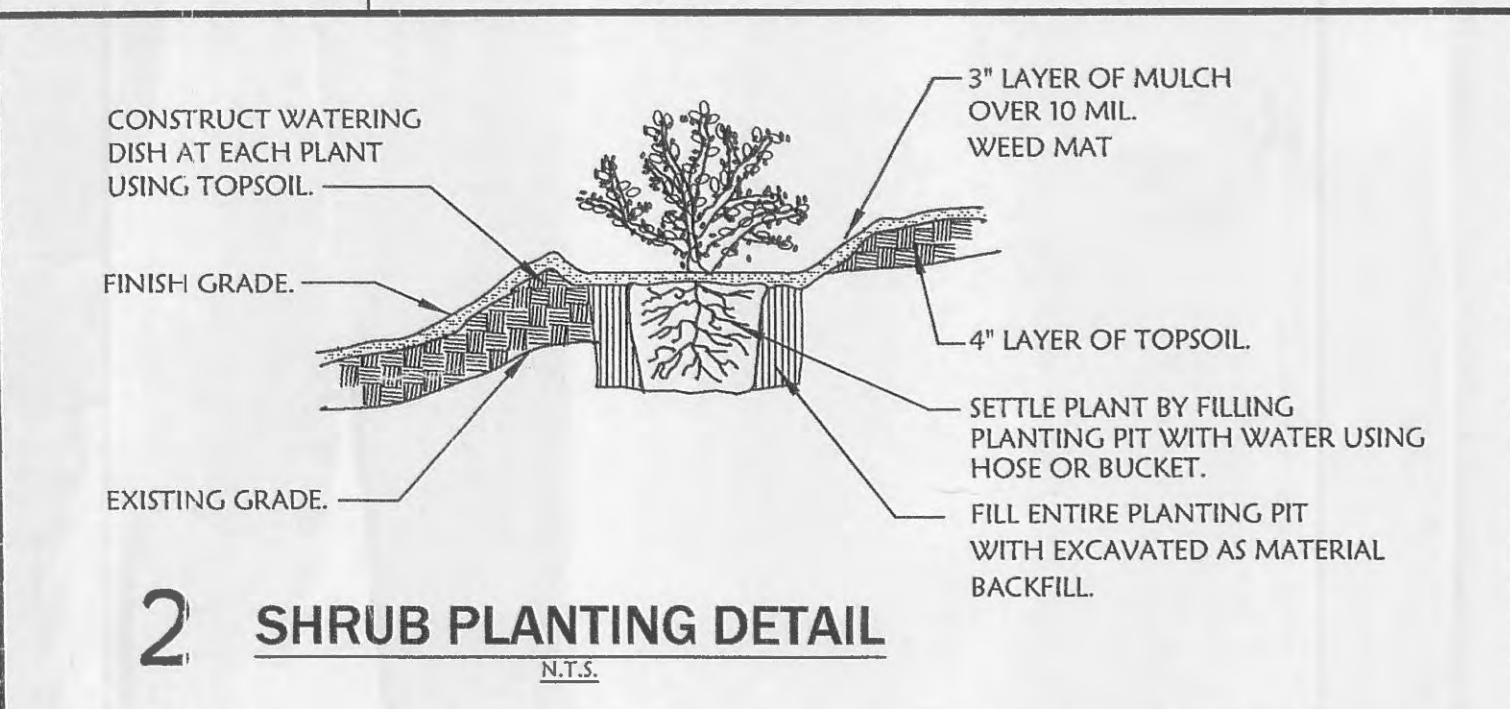 CONSTRUCT WATERING
DISH AT EACH PLANT
USING TOPSOIL.
FINISH GRADE.
EXISTING GRADE.
3" LAYER OF MULCH
OVER 10 MIL.
WEED MAT
4" LAYER OF TOPSOIL.
SETTLE PLANT BY FILLING
PLANTING PIT WITH WATER USING
HOSE OR BUCKET.
FILL ENTIRE PLANTING PIT
WITH EXCAVATED AS MATERIAL
BACKFILL.
2 SHRUB PLANTING DETAIL
N.T.S.